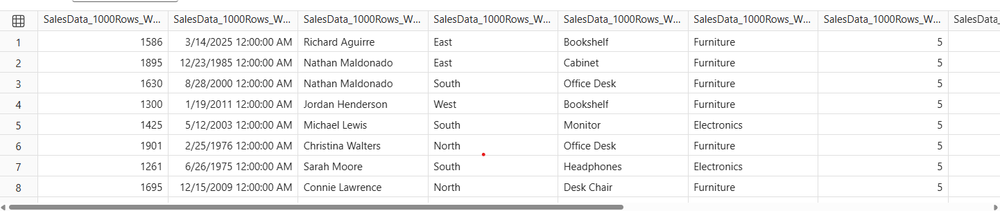 SalesData_1000Rows_W... SalesData_1000Rows_W... SalesData_1000Rows_W... SalesData_1000Rows_W... SalesData_1000Rows_W... SalesData_1000Rows_W... SalesData_1000Rows_W... SalesData_
1 1586 3/14/2025 12:00:00 AM Richard Aguirre East Bookshelf Furniture 5
2 1895 12/23/1985 12:00:00 AM Nathan Maldonado East Cabinet Furniture 5
3 1630 8/28/2000 12:00:00 AM Nathan Maldonado South Office Desk Furniture 5
4 1300 1/19/2011 12:00:00 AM Jordan Henderson West Bookshelf Furniture 5
5 1425 5/12/2003 12:00:00 AM Michael Lewis South Monitor Electronics 5
6 1901 2/25/1976 12:00:00 AM Christina Walters North Office Desk Furniture 5
7 1261 6/26/1975 12:00:00 AM Sarah Moore South Headphones Electronics 5
8 1695 12/15/2009 12:00:00 AM Connie Lawrence North Desk Chair Furniture 5